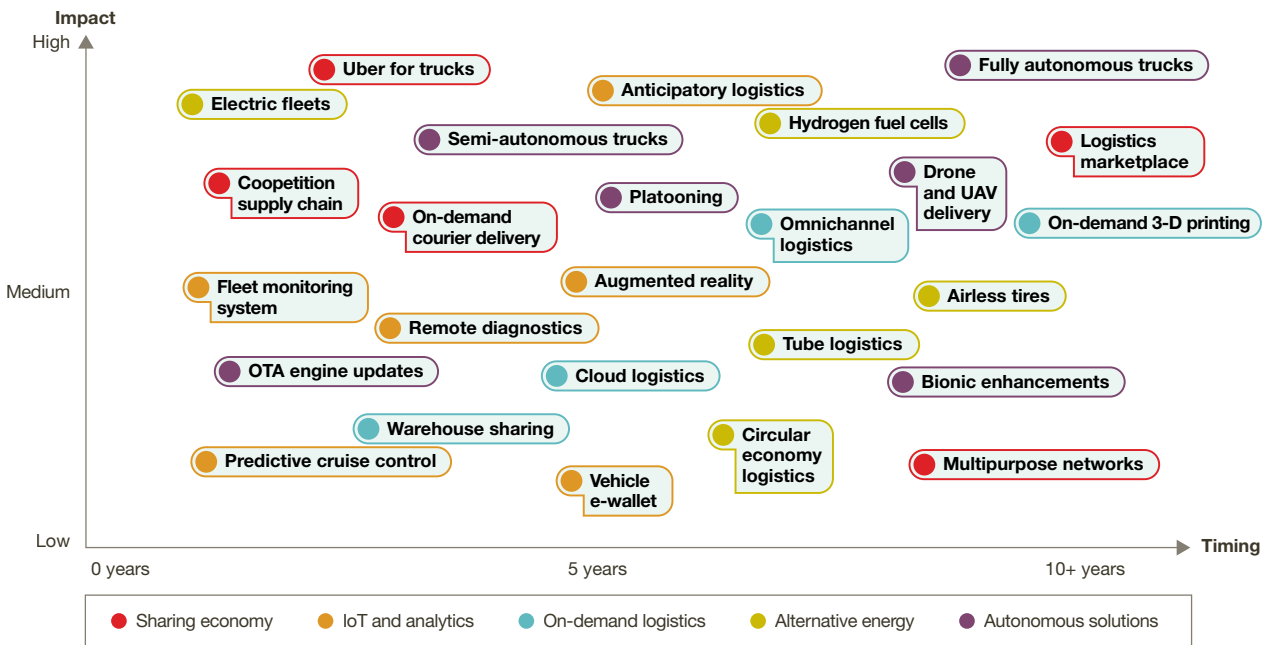 Impact
High
Uber for trucks
Fully autonomous trucks
Electric fleets
Anticipatory logistics
Hydrogen fuel cells
Semi-autonomous trucks
Logistics
marketplace
Coopetition
supply chain
Drone
and UAV
delivery
Platooning
On-demand
courier delivery
Omnichannel
logistics
On-demand 3-D printing
Medium
Fleet monitoring
system
Augmented reality
Airless tires
Remote diagnostics
Tube logistics
OTA engine updates
Cloud logistics
Bionic enhancements
Warehouse sharing
Circular
economy
logistics
Predictive cruise control
Multipurpose networks
Vehicle
e-wallet
Low
Timing
0 years
5 years
10+ years
Sharing economy
IoT and analytics
On-demand logistics
Alternative energy
Autonomous solutions